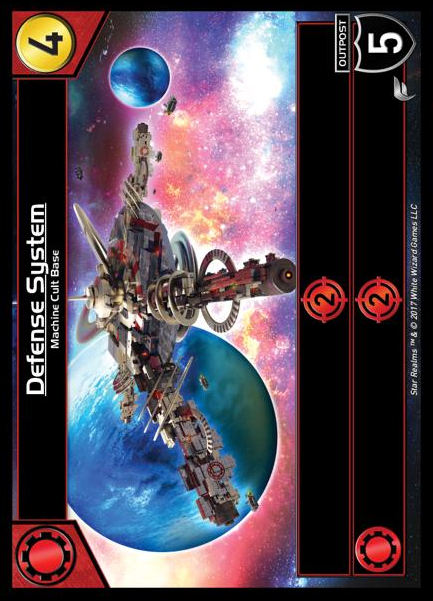 Defense System
Machine Cult Base
4
2
2
OUTPOST
5
Star Realms ™ & © 2017 White Wizard Games LLC